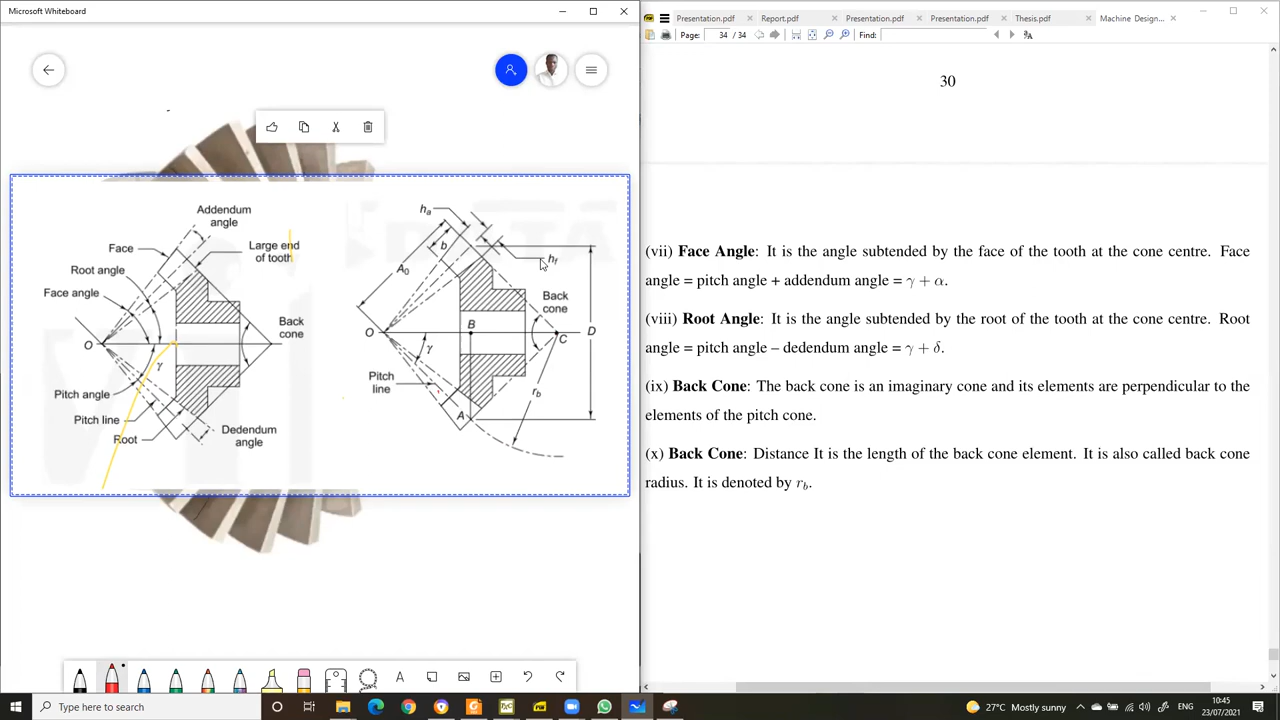 Microsoft Whiteboard
Presentation.pdf
Report.pdf
Presentation.pdf
Presentation.pdf
Thesis.pdf
Machine Design...
Page: 34 / 34
Find:
30
Addendum
angle
Face
Large end
of tooth
Root angle
Face angle
O
Back
cone
γ
Pitch angle
Pitch line
Root
Dedendum
angle
ha
b
hf
A0
Back
cone
B
O
D
C
γ
Pitch
line
rb
A
(vii) Face Angle: It is the angle subtended by the face of the tooth at the cone centre. Face
angle = pitch angle + addendum angle = γ + α.
(viii) Root Angle: It is the angle subtended by the root of the tooth at the cone centre. Root
angle = pitch angle – dedendum angle = γ + δ.
(ix) Back Cone: The back cone is an imaginary cone and its elements are perpendicular to the
elements of the pitch cone.
(x) Back Cone: Distance It is the length of the back cone element. It is also called back cone
radius. It is denoted by rb.
Type here to search
27°C Mostly sunny
ENG
10:45
23/07/2021